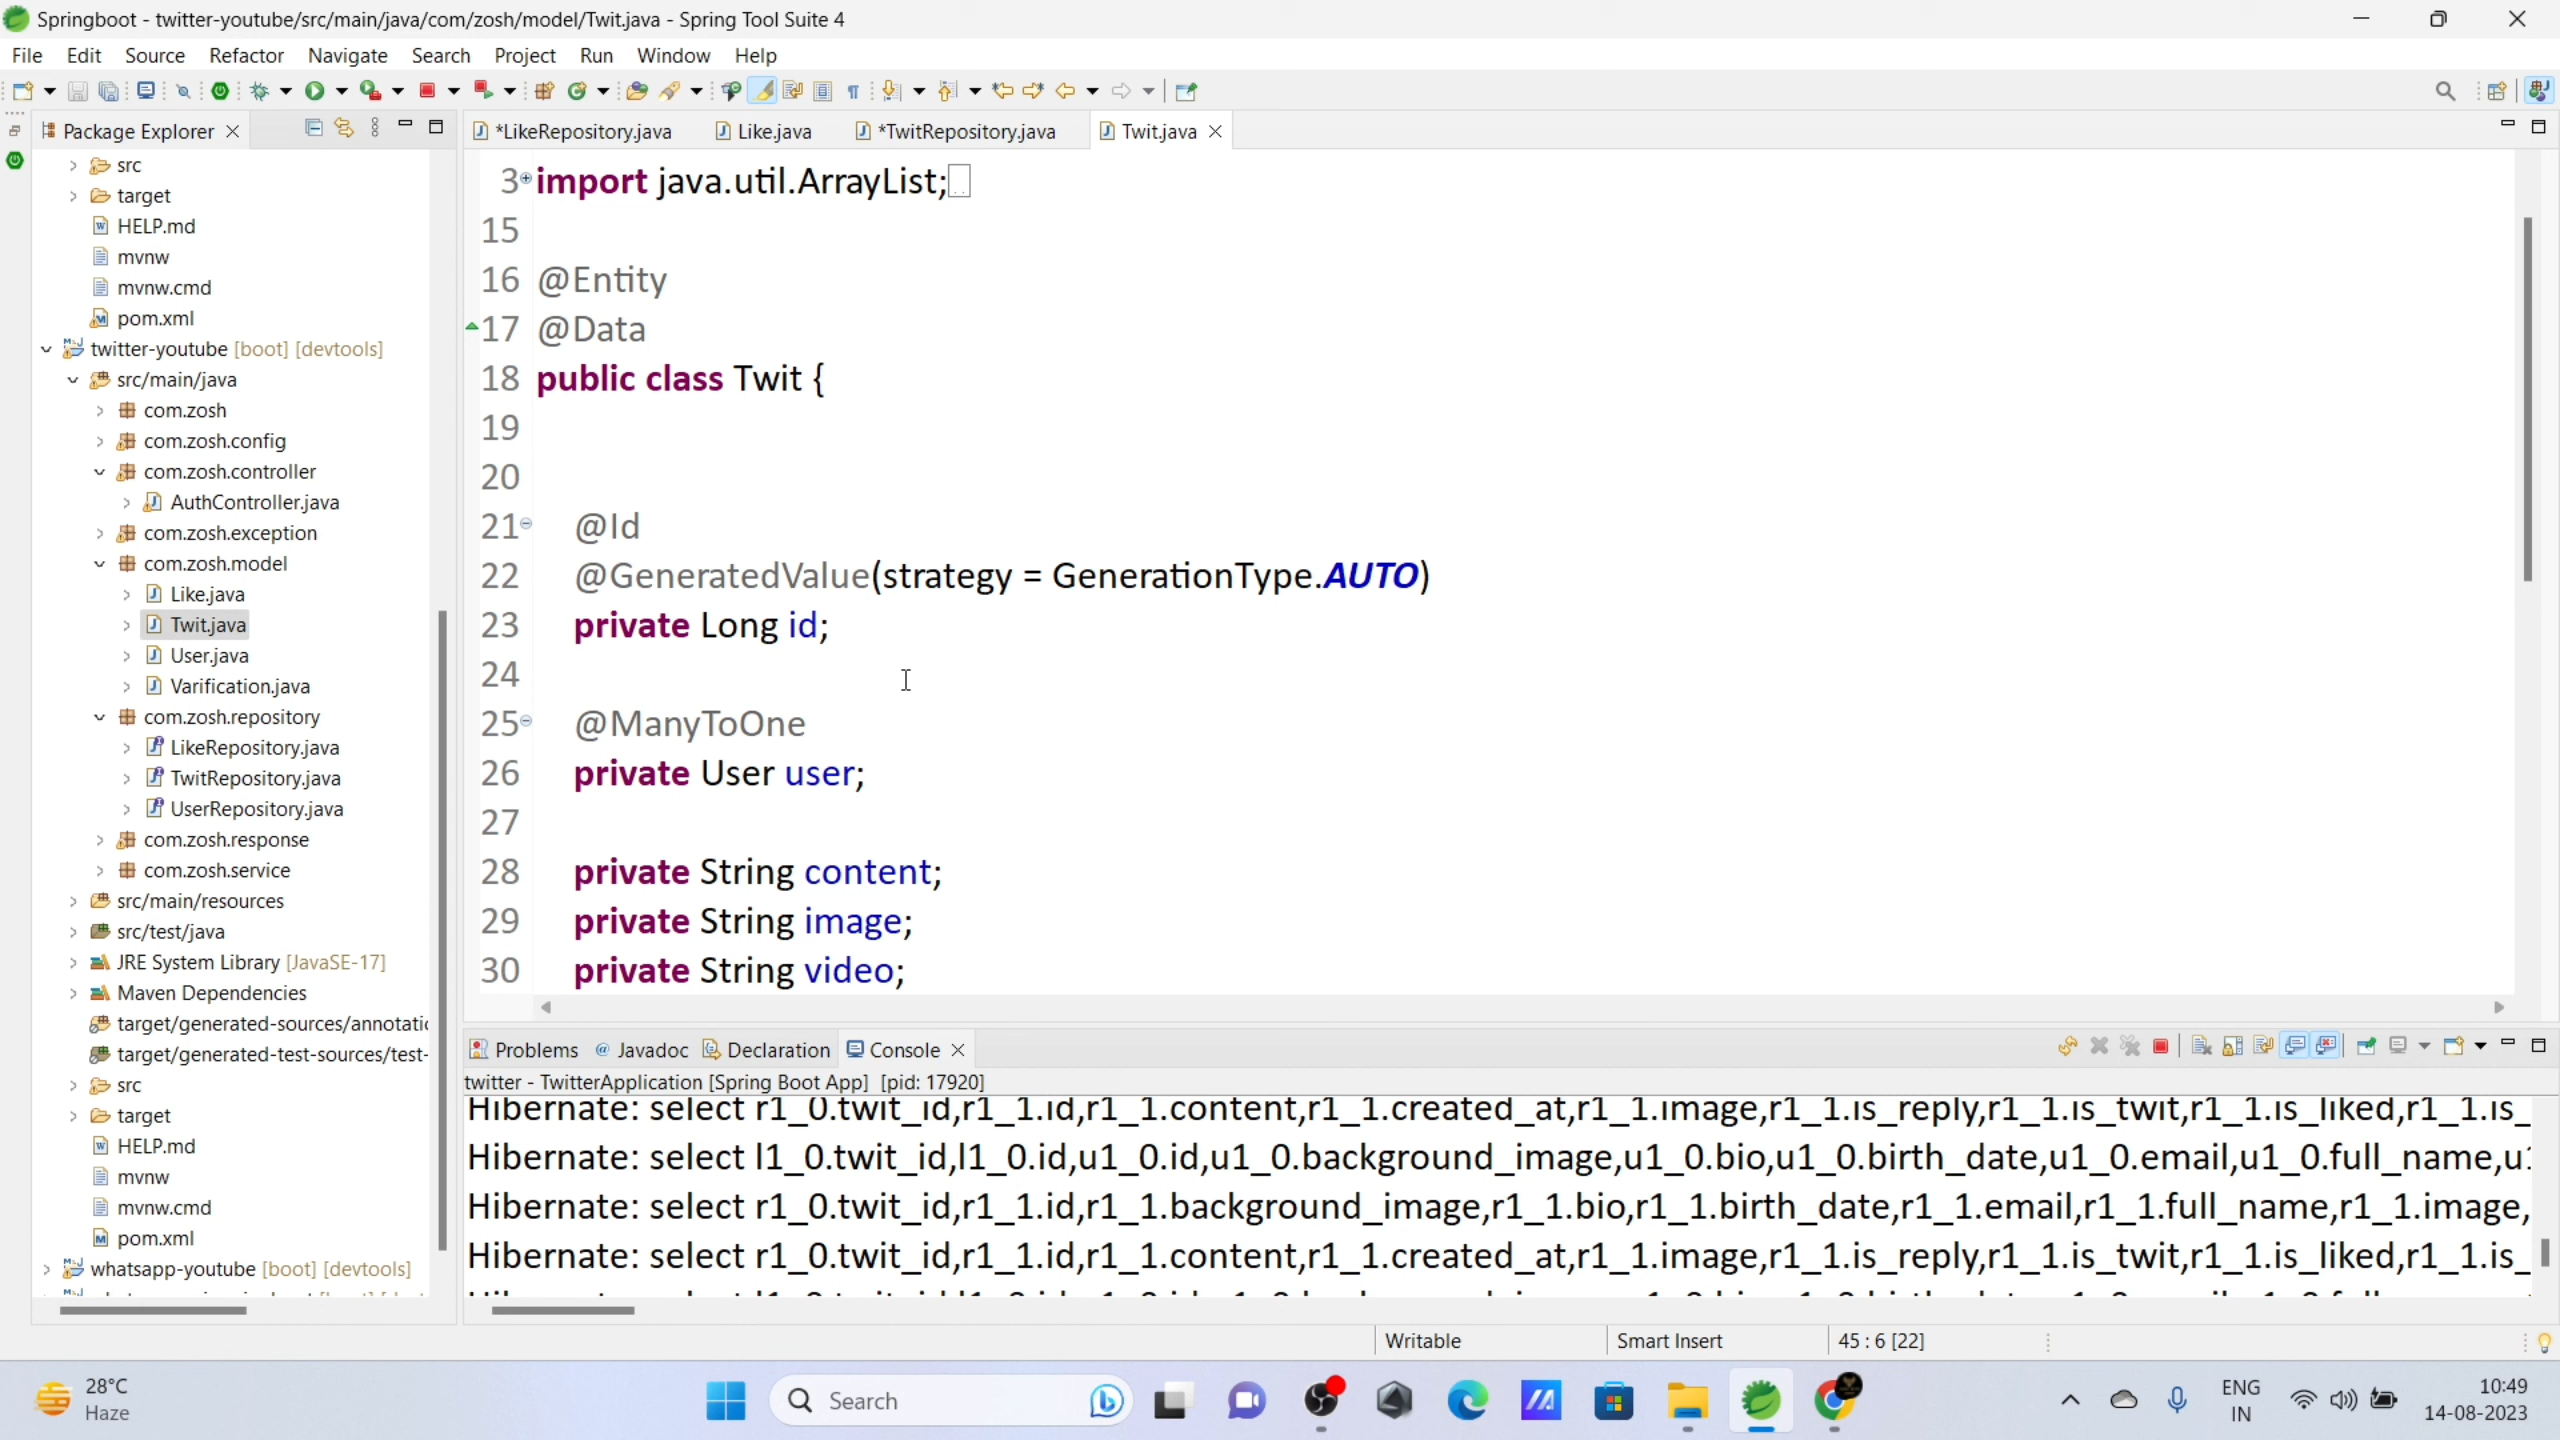 Springboot - twitter-youtube/src/main/java/com/zosh/model/Twit.java - Spring Tool Suite 4
File Edit Source Refactor Navigate Search Project Run Window Help
Package Explorer
src
target
HELP.md
mvnw
mvnw.cmd
pom.xml
twitter-youtube [boot] [devtools]
src/main/java
com.zosh
com.zosh.config
com.zosh.controller
AuthController.java
com.zosh.exception
com.zosh.model
Like.java
Twit.java
User.java
Varification.java
com.zosh.repository
LikeRepository.java
TwitRepository.java
UserRepository.java
com.zosh.response
com.zosh.service
src/main/resources
src/test/java
JRE System Library [JavaSE-17]
Maven Dependencies
target/generated-sources/annotatic
target/generated-test-sources/test-
src
target
HELP.md
mvnw
mvnw.cmd
pom.xml
whatsapp-youtube [boot] [devtools]
*LikeRepository.java Like.java *TwitRepository.java Twit.java
3 import java.util.ArrayList;
15
16 @Entity
17 @Data
18 public class Twit {
19
20
21 @Id
22 @GeneratedValue(strategy = GenerationType.AUTO)
23 private Long id;
24
25 @ManyToOne
26 private User user;
27
28 private String content;
29 private String image;
30 private String video;
Problems Javadoc Declaration Console
twitter - TwitterApplication [Spring Boot App] [pid: 17920]
Hibernate: select r1_0.twit_id,r1_1.id,r1_1.content,r1_1.created_at,r1_1.image,r1_1.is_reply,r1_1.is_twit,r1_1.is_liked,r1_1.is_
Hibernate: select l1_0.twit_id,l1_0.id,u1_0.id,u1_0.background_image,u1_0.bio,u1_0.birth_date,u1_0.email,u1_0.full_name,u1
Hibernate: select r1_0.twit_id,r1_1.id,r1_1.background_image,r1_1.bio,r1_1.birth_date,r1_1.email,r1_1.full_name,r1_1.image,
Hibernate: select r1_0.twit_id,r1_1.id,r1_1.content,r1_1.created_at,r1_1.image,r1_1.is_reply,r1_1.is_twit,r1_1.is_liked,r1_1.is_
Writable Smart Insert 45 : 6 [22]
28°C
Haze
Search
ENG
IN
10:49
14-08-2023